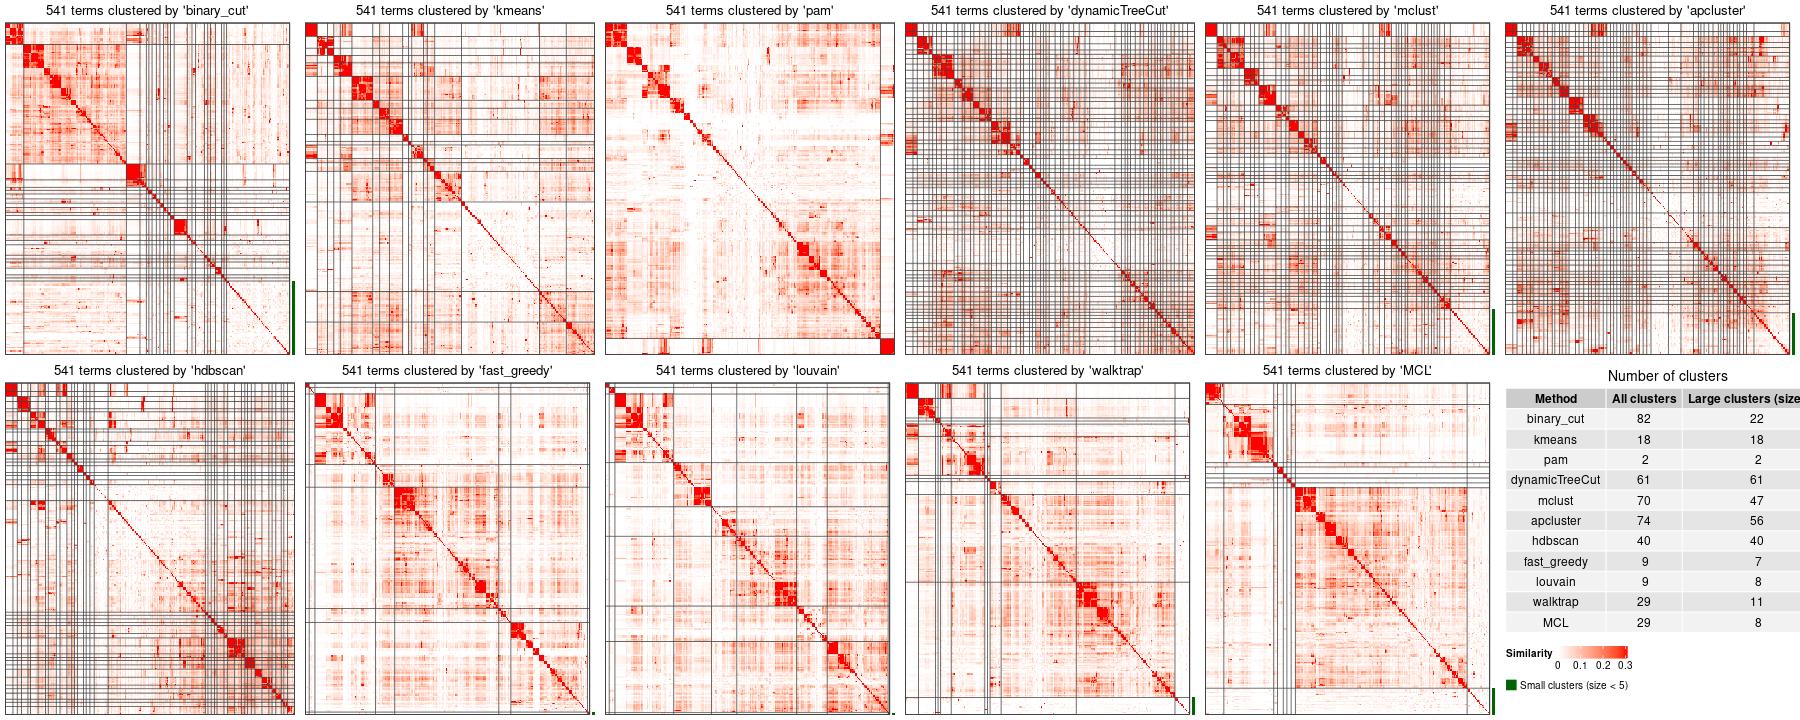 541 terms clustered by 'binary_cut'
541 terms clustered by 'kmeans'
541 terms clustered by 'pam'
541 terms clustered by 'dynamicTreeCut'
541 terms clustered by 'mclust'
541 terms clustered by 'apcluster'
541 terms clustered by 'hdbscan'
541 terms clustered by 'fast_greedy'
541 terms clustered by 'louvain'
541 terms clustered by 'walktrap'
541 terms clustered by 'MCL'
Number of clusters
Method All clusters Large clusters (size
binary_cut 82 22
kmeans 18 18
pam 2 2
dynamicTreeCut 61 61
mclust 70 47
apcluster 74 56
hdbscan 40 40
fast_greedy 9 7
louvain 9 8
walktrap 29 11
MCL 29 8
Similarity
0 0.1 0.2 0.3
Small clusters (size < 5)